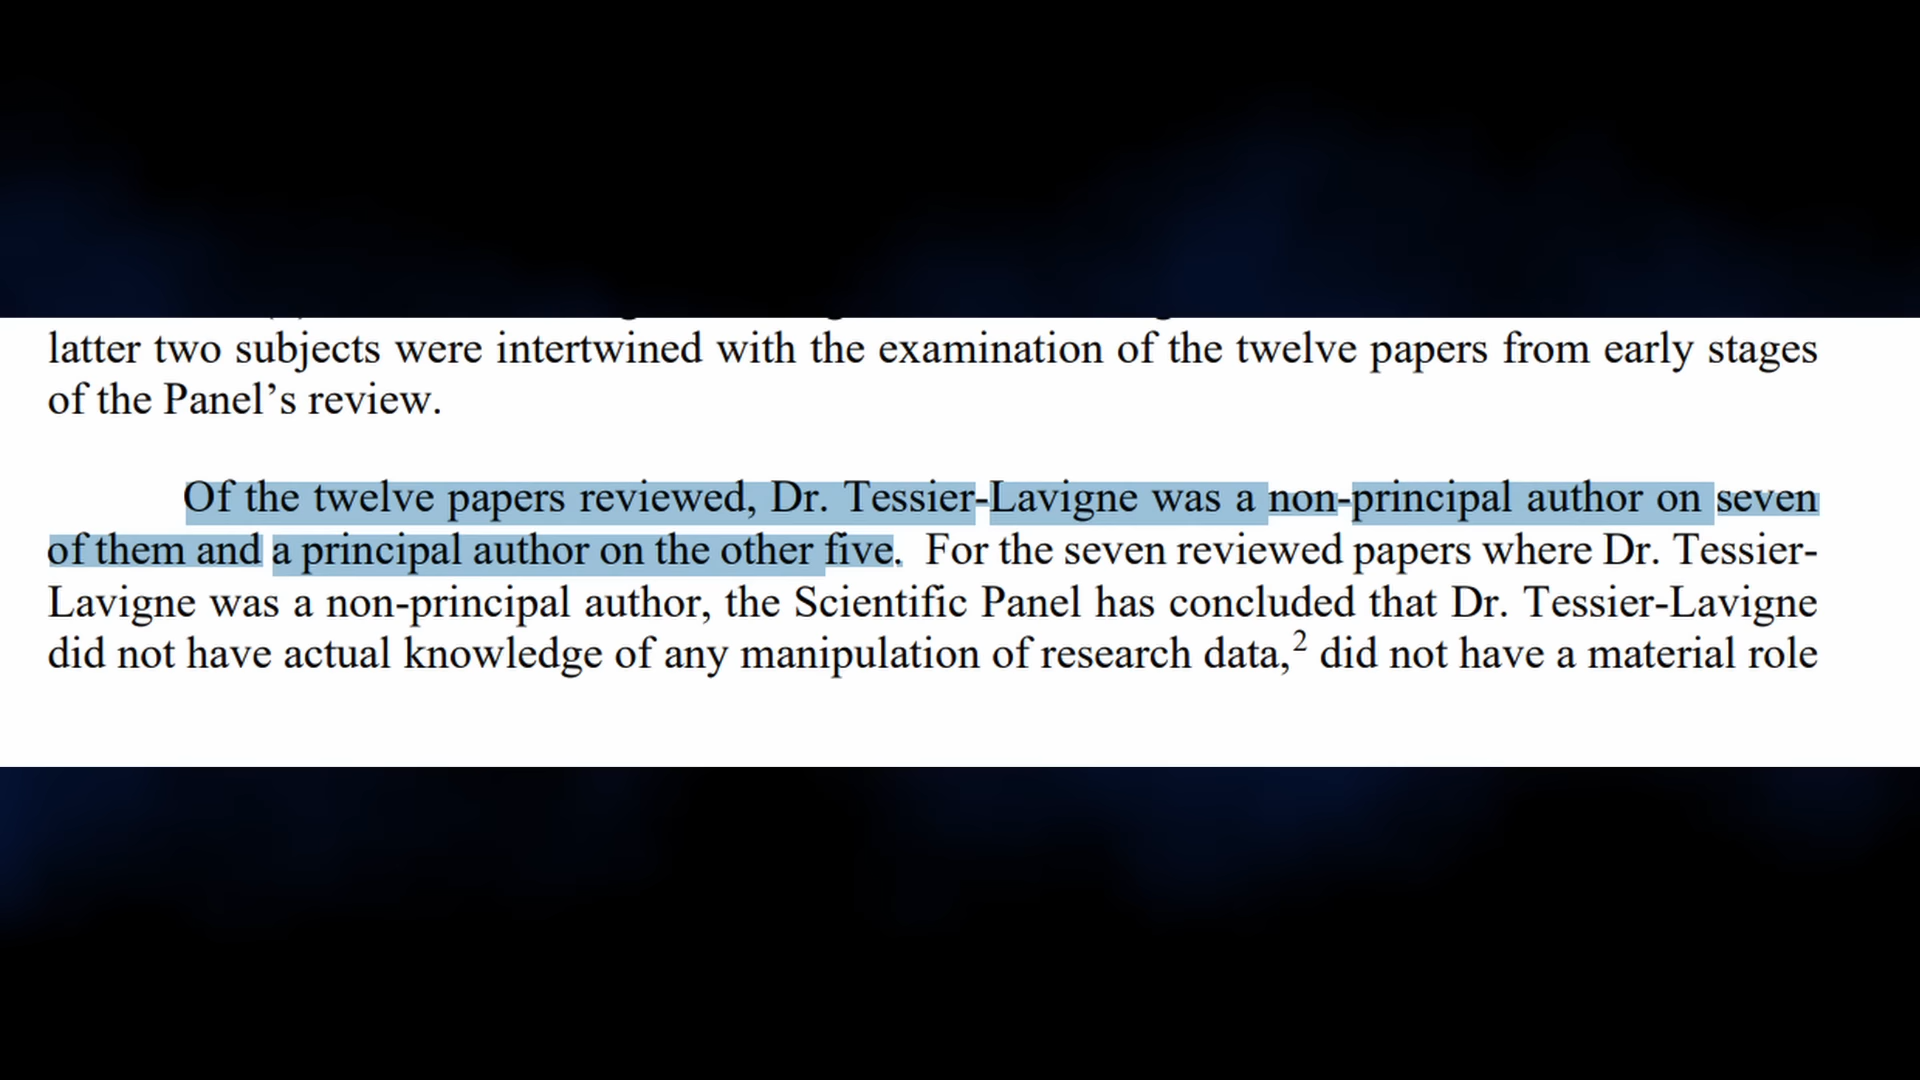 latter two subjects were intertwined with the examination of the twelve papers from early stages
of the Panel’s review.
Of the twelve papers reviewed, Dr. Tessier-Lavigne was a non-principal author on seven
of them and a principal author on the other five. For the seven reviewed papers where Dr. Tessier-
Lavigne was a non-principal author, the Scientific Panel has concluded that Dr. Tessier-Lavigne
did not have actual knowledge of any manipulation of research data,² did not have a material role